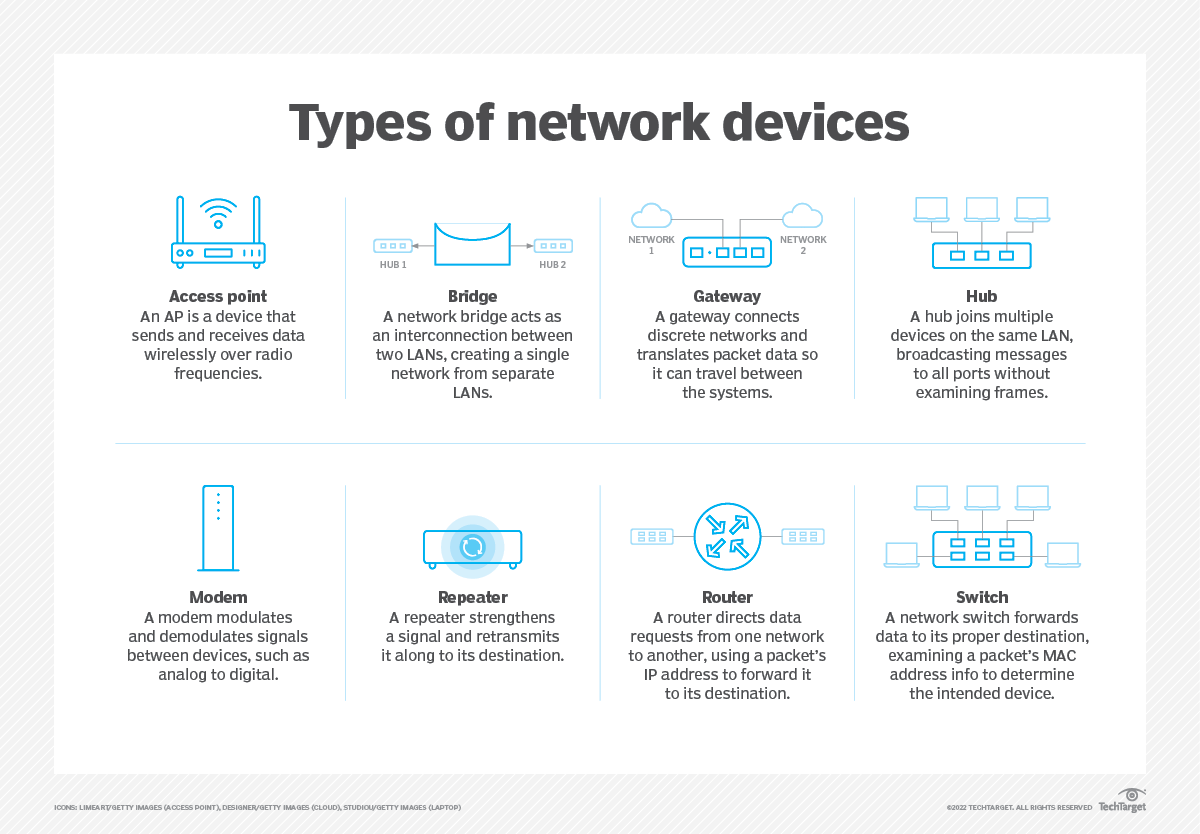 Types of network devices
NETWORK
1
NETWORK
2
HUB 1
HUB 2
Access point
An AP is a device that
sends and receives data
wirelessly over radio
frequencies.
Bridge
A network bridge acts as
an interconnection between
two LANs, creating a single
network from separate
LANs.
Gateway
A gateway connects
discrete networks and
translates packet data so
it can travel between
the systems.
Hub
A hub joins multiple
devices on the same LAN,
broadcasting messages
to all ports without
examining frames.
Modem
A modem modulates
and demodulates signals
between devices, such as
analog to digital.
Repeater
A repeater strengthens
a signal and retransmits
it along to its destination.
Router
A router directs data
requests from one network
to another, using a packet’s
IP address to forward it
to its destination.
Switch
A network switch forwards
data to its proper destination,
examining a packet’s MAC
address info to determine
the intended device.
ICONS: LIMEART/GETTY IMAGES (ACCESS POINT), DESIGNER/GETTY IMAGES (CLOUD), STUDIOU/GETTY IMAGES (LAPTOP)
©2022 TECHTARGET. ALL RIGHTS RESERVED
TechTarget